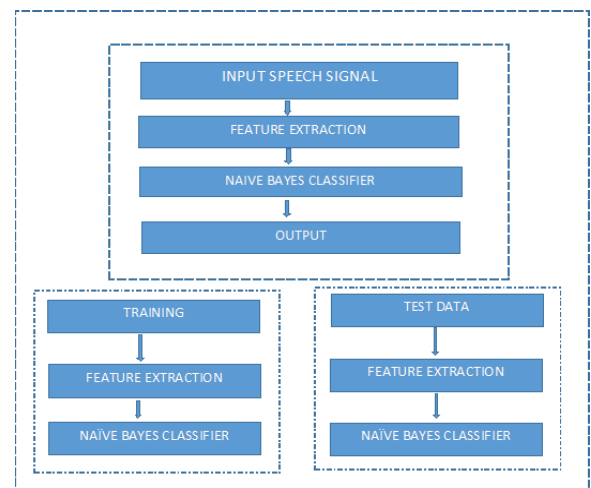 INPUT SPEECH SIGNAL
FEATURE EXTRACTION
NAIVE BAYES CLASSIFIER
OUTPUT
TRAINING
FEATURE EXTRACTION
NAÏVE BAYES CLASSIFIER
TEST DATA
FEATURE EXTRACTION
NAÏVE BAYES CLASSIFIER